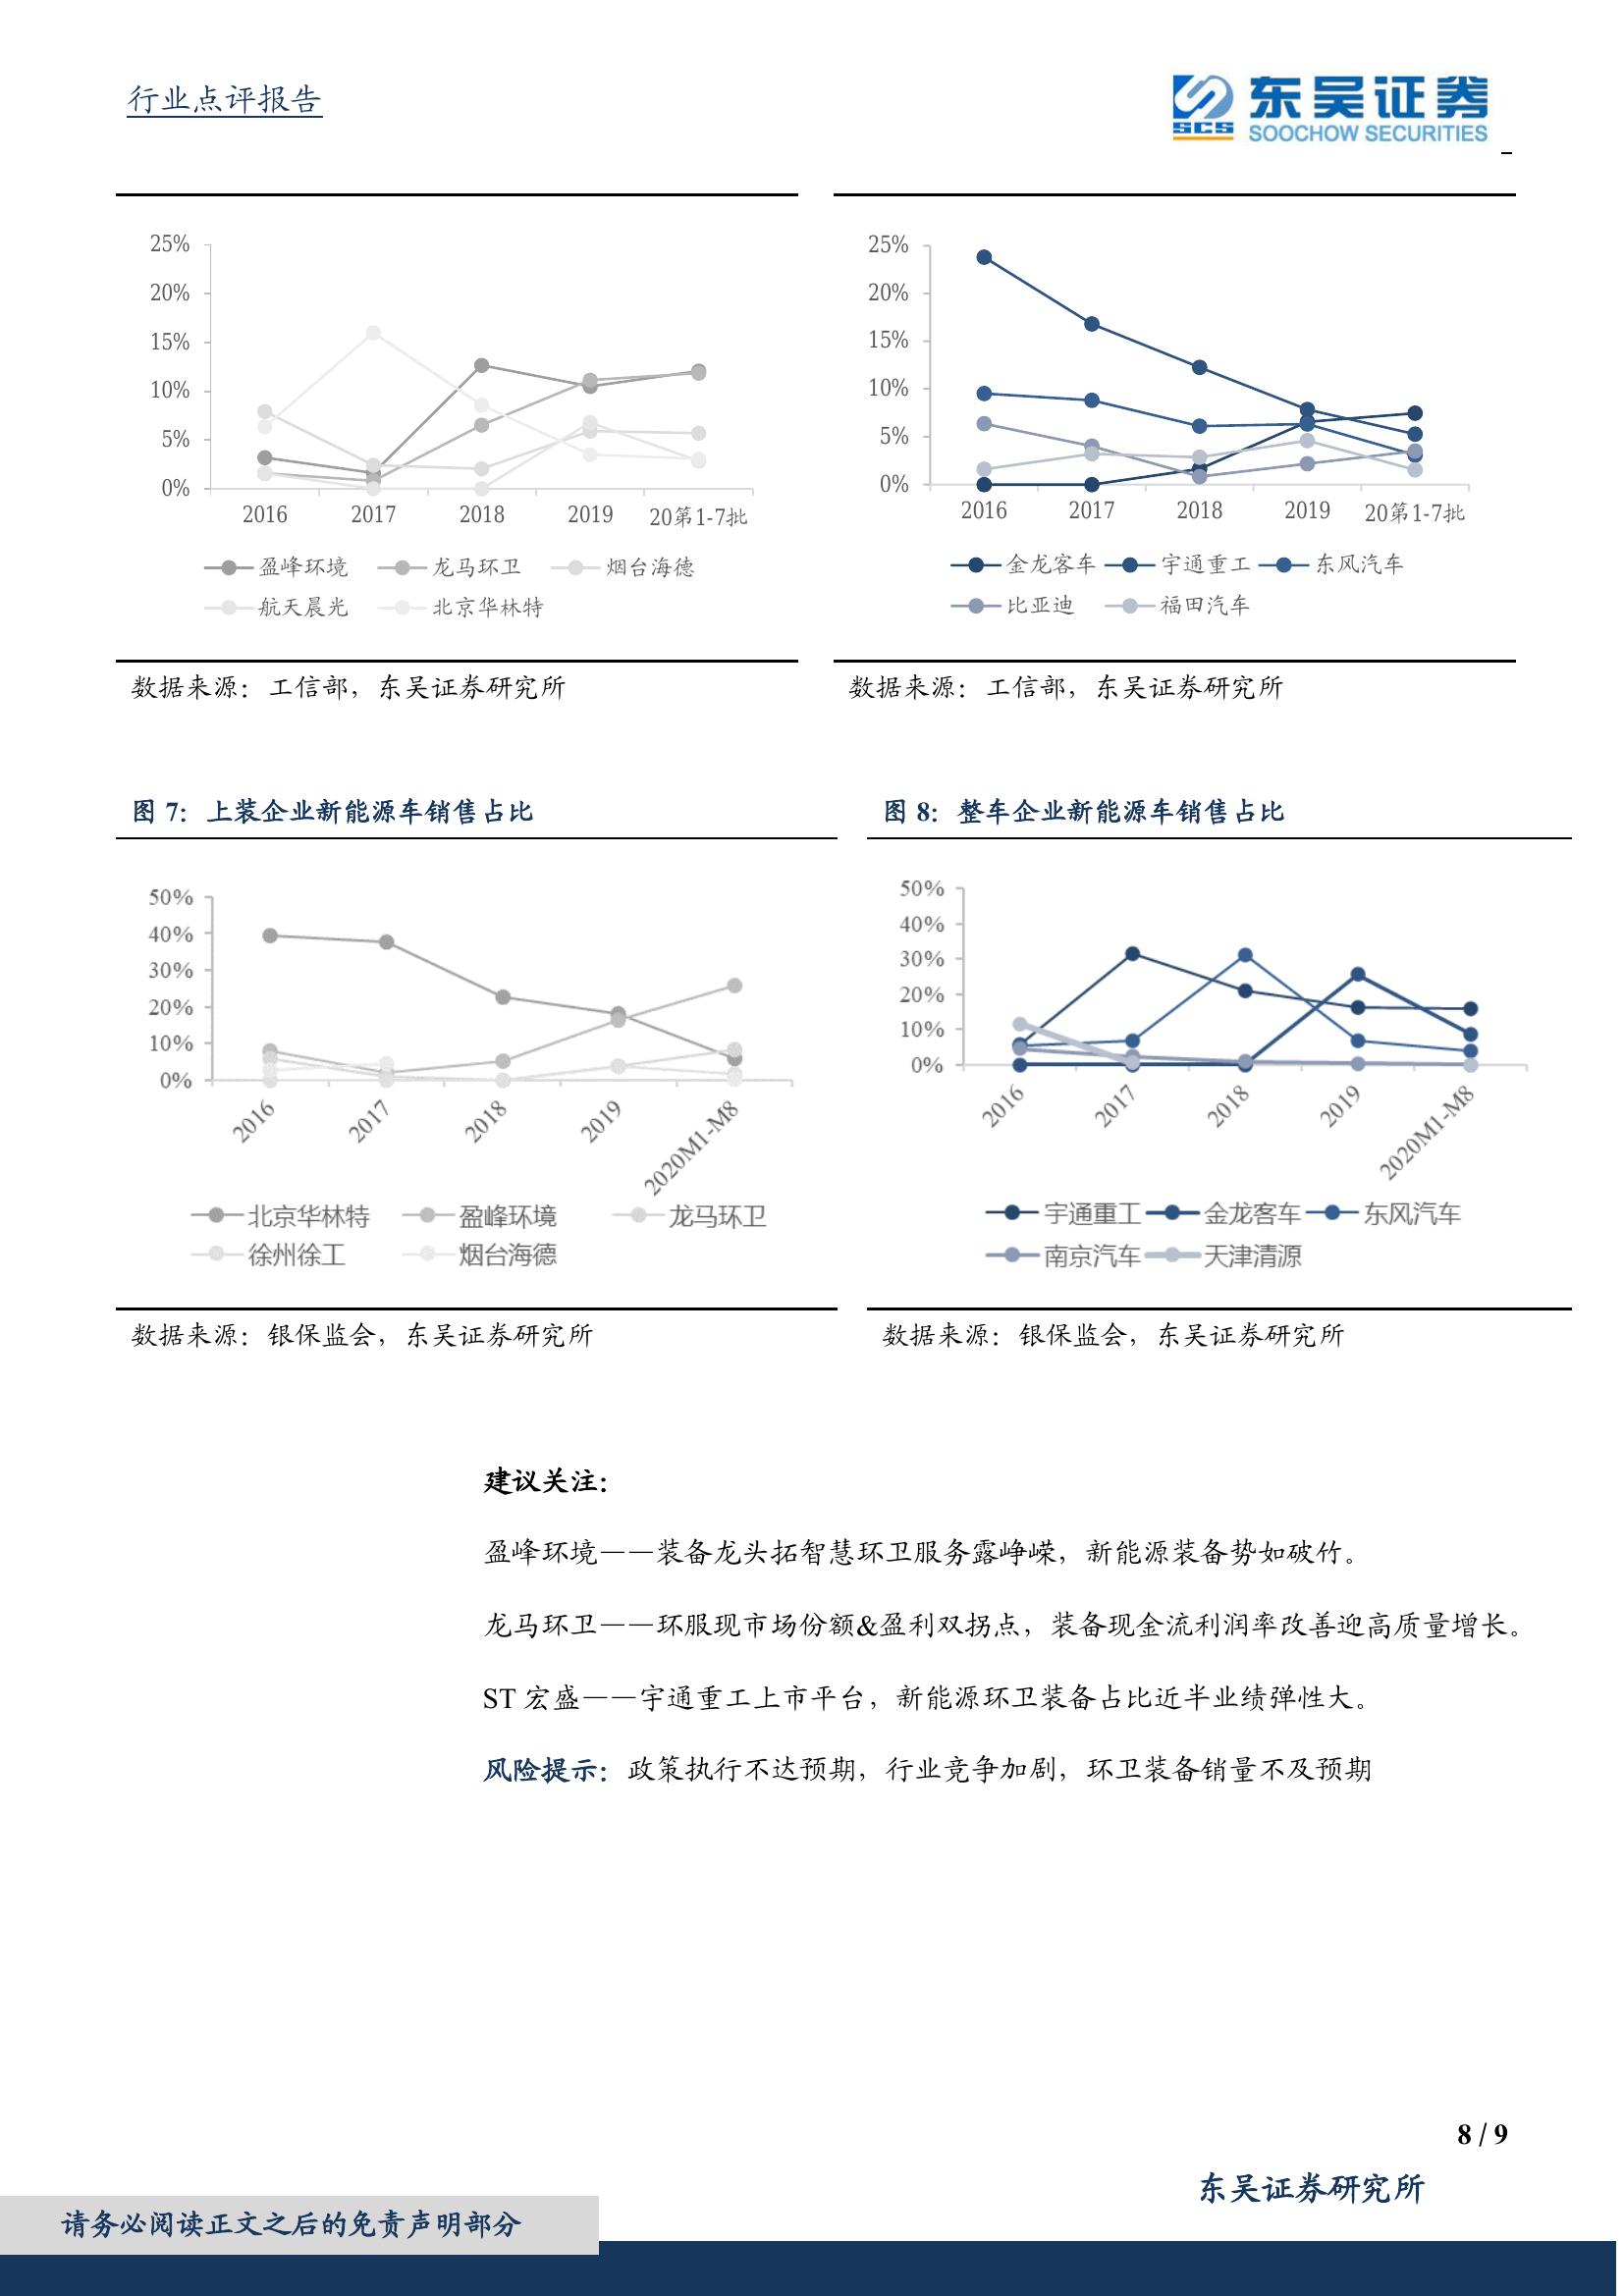 行业点评报告
SCS
东吴证券
SOOCHOW SECURITIES
25%
20%
15%
10%
5%
0%
2016 2017 2018 2019 20第1-7批
盈峰环境 龙马环卫 烟台海德
航天晨光 北京华林特
25%
20%
15%
10%
5%
0%
2016 2017 2018 2019 20第1-7批
金龙客车 宇通重工 东风汽车
比亚迪 福田汽车
数据来源：工信部，东吴证券研究所
数据来源：工信部，东吴证券研究所
图 7：上装企业新能源车销售占比
50%
40%
30%
20%
10%
0%
2016 2017 2018 2019 2020M1-M8
北京华林特 盈峰环境 龙马环卫
徐州徐工 烟台海德
数据来源：银保监会，东吴证券研究所
图 8：整车企业新能源车销售占比
50%
40%
30%
20%
10%
0%
2016 2017 2018 2019 2020M1-M8
宇通重工 金龙客车 东风汽车
南京汽车 天津清源
数据来源：银保监会，东吴证券研究所
建议关注：
盈峰环境——装备龙头拓智慧环卫服务露峥嵘，新能源装备势如破竹。
龙马环卫——环服现市场份额&盈利双拐点，装备现金流利润率改善迎高质量增长。
ST 宏盛——宇通重工上市平台，新能源环卫装备占比近半业绩弹性大。
风险提示：政策执行不达预期，行业竞争加剧，环卫装备销量不及预期
8 / 9
东吴证券研究所
请务必阅读正文之后的免责声明部分